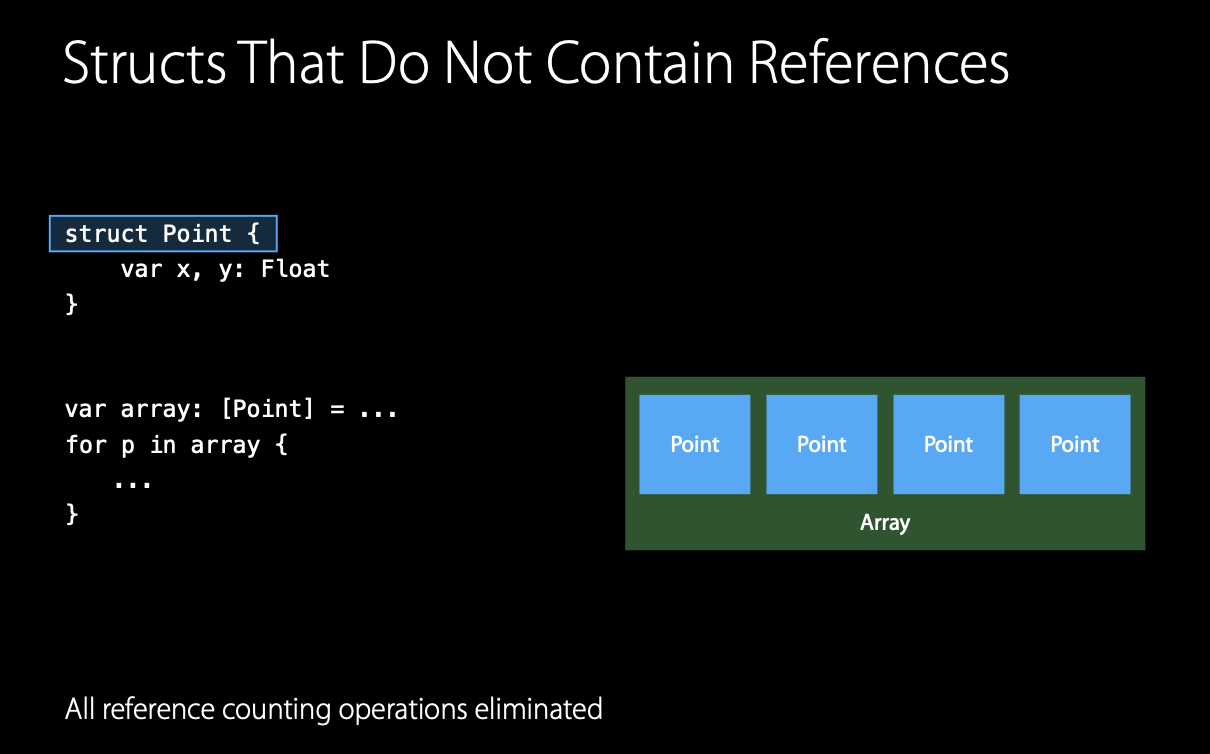 Structs That Do Not Contain References
struct Point {
    var x, y: Float
}
var array: [Point] = ...
for p in array {
    ...
}
Point Point Point Point
Array
All reference counting operations eliminated